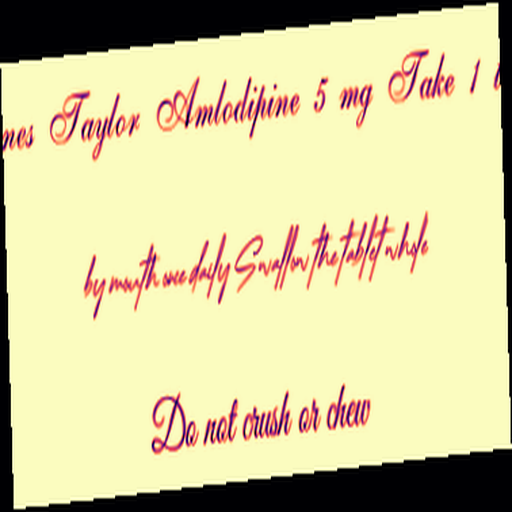 nes Taylor Amlodipine 5 mg Take 1 t
by mouth once daily Swallow the tablet whole
Do not crush or chew